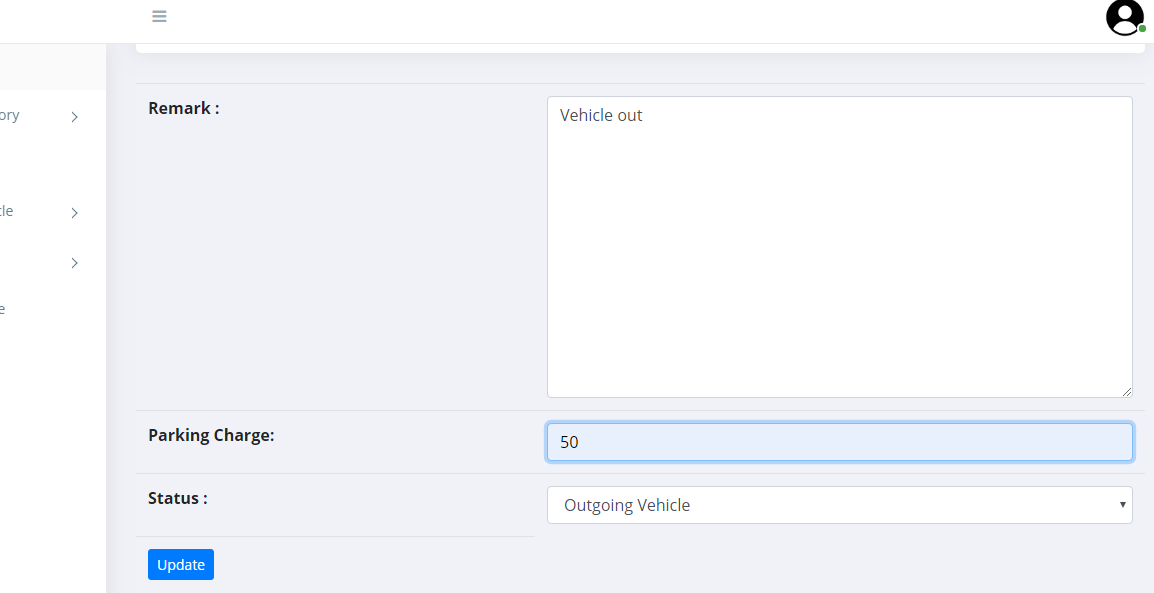 ory
Remark :
Vehicle out
cle
e
Parking Charge:
50
Status :
Outgoing Vehicle
Update